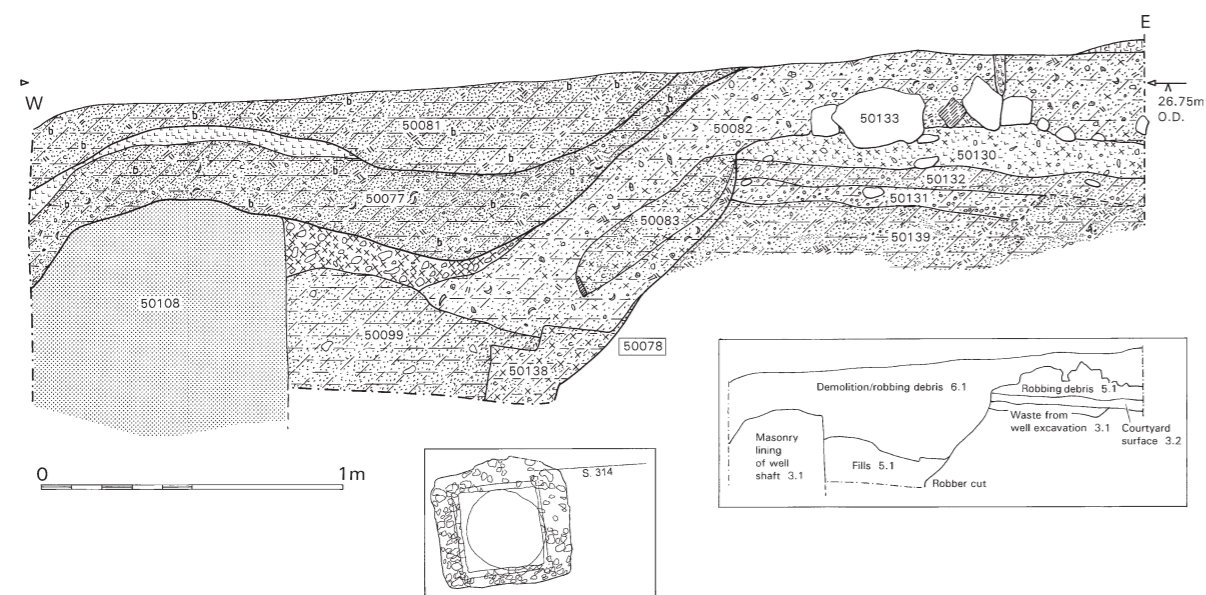 E
W
26.75m
O.D.
50081
50082
50133
50130
50132
50131
50077
50083
50139
50108
50099
50138
50078
b b b b b b b b b b b
0 1m
S. 314
Demolition/robbing debris 6.1
Robbing debris 5.1
Waste from
well excavation 3.1
Courtyard
surface 3.2
Masonry
lining
of well
shaft 3.1
Fills 5.1
Robber cut